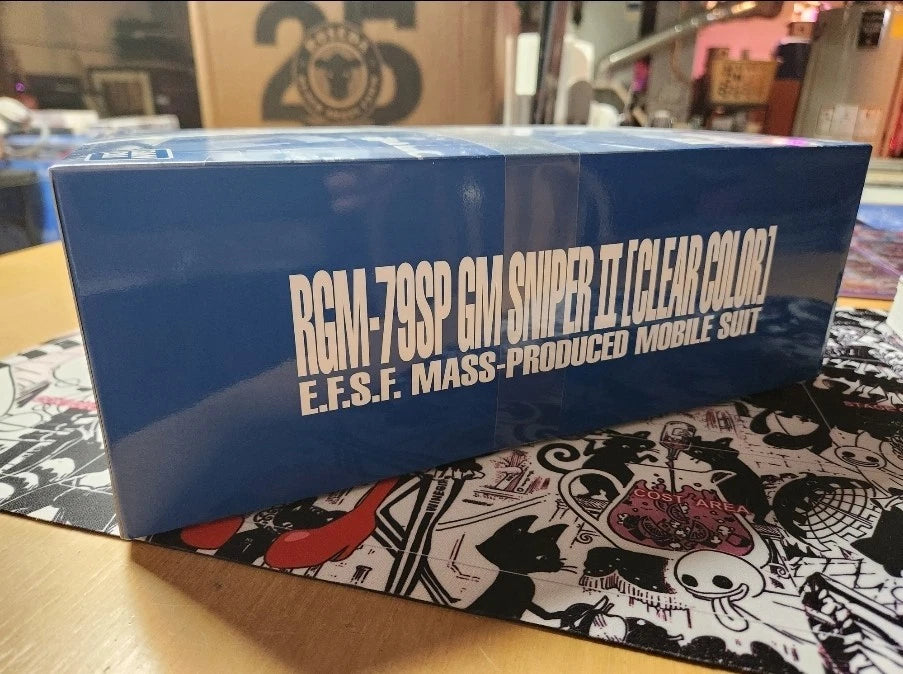 25
RGM-79SP GM SNIPER II [CLEAR COLOR]
E.F.S.F. MASS-PRODUCED MOBILE SUIT
COST AREA